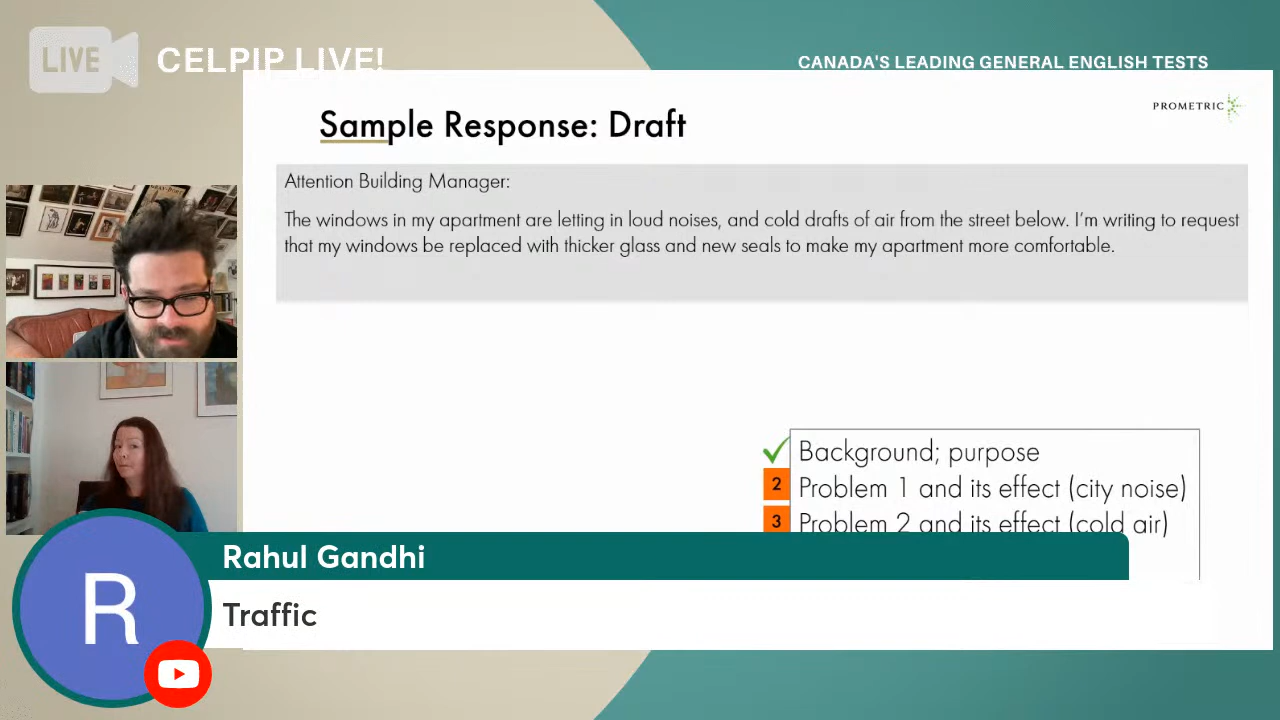 LIVE
CELPIP LIVE!
CANADA'S LEADING GENERAL ENGLISH TESTS
PROMETRIC
Sample Response: Draft
Attention Building Manager:
The windows in my apartment are letting in loud noises, and cold drafts of air from the street below. I'm writing to request
that my windows be replaced with thicker glass and new seals to make my apartment more comfortable.
Background; purpose
2 Problem 1 and its effect (city noise)
3 Problem 2 and its effect (cold air)
Rahul Gandhi
R
Traffic